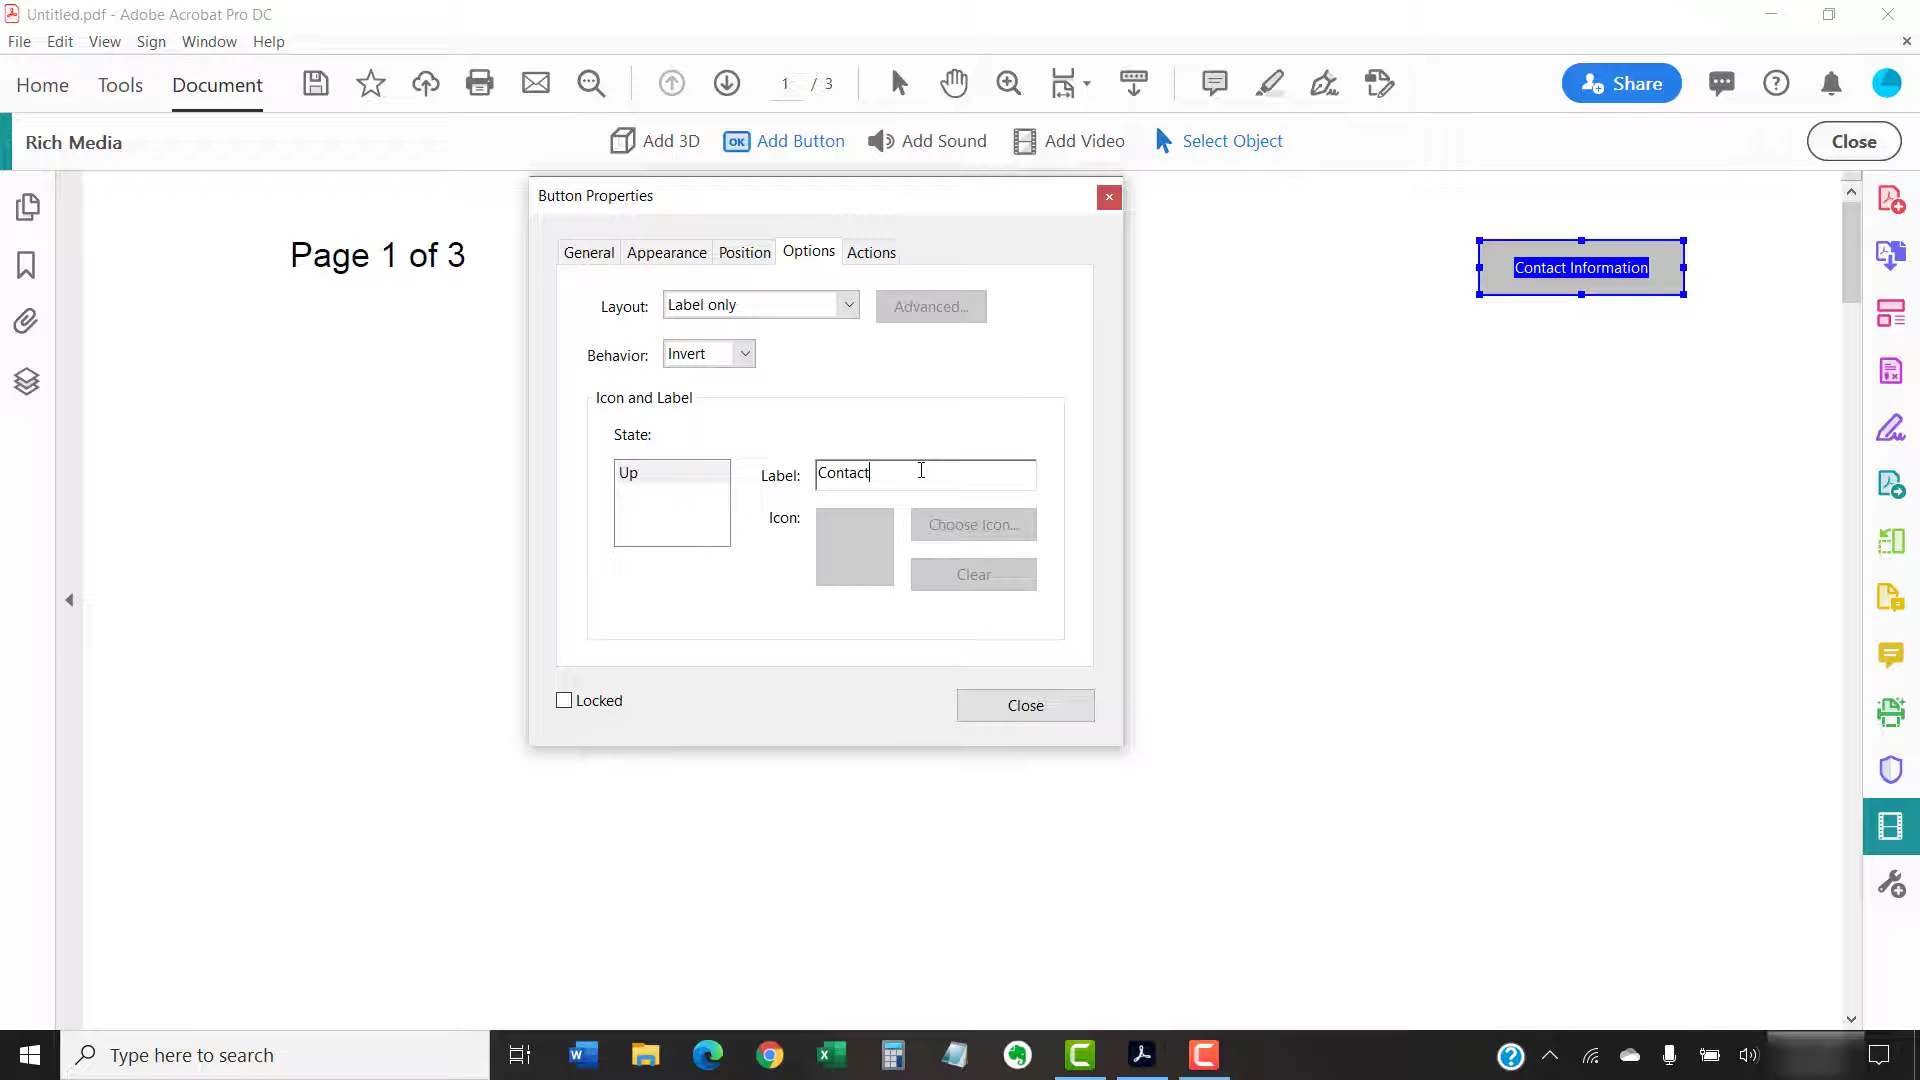 Untitled.pdf - Adobe Acrobat Pro DC
File Edit View Sign Window Help
Home Tools Document 1 / 3 Share
Rich Media Add 3D OK Add Button Add Sound Add Video Select Object Close
Button Properties
General Appearance Position Options Actions
Page 1 of 3
Contact Information
Layout: Label only Advanced...
Behavior: Invert
Icon and Label
State:
Up
Label: Contact
Icon: Choose Icon...
Clear
Locked
Close
Type here to search